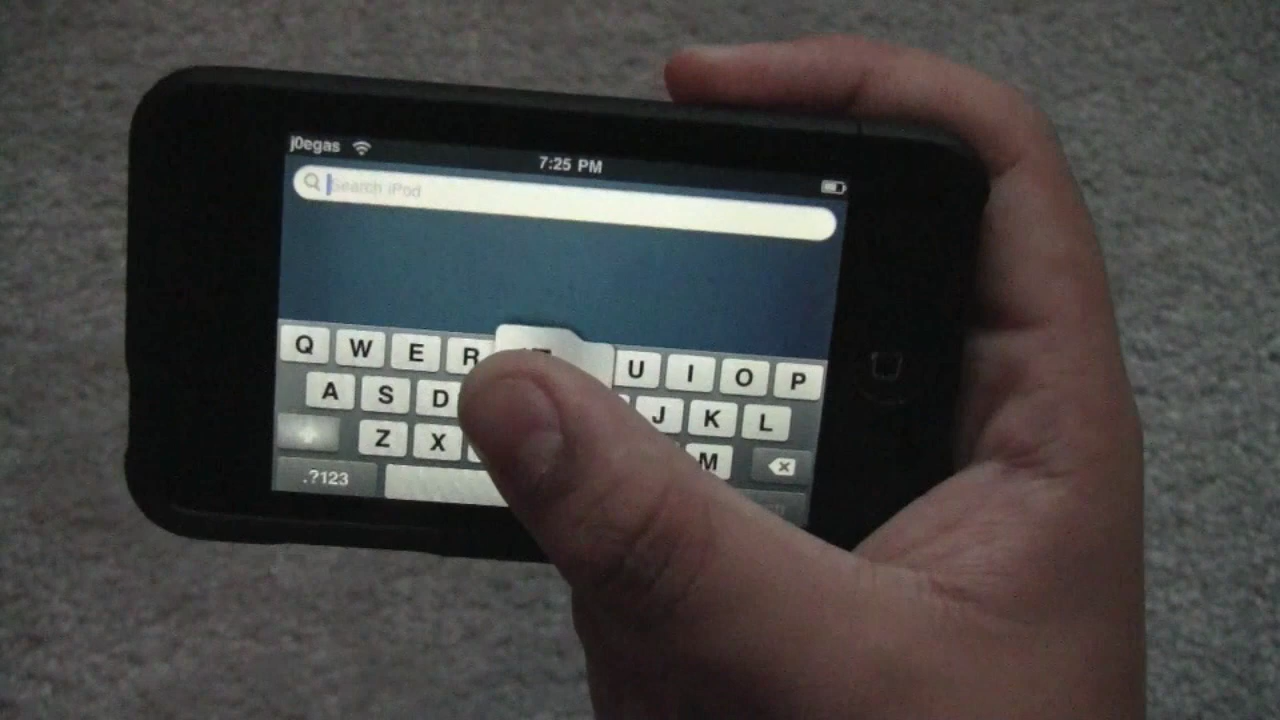 j0egas 7:25 PM
Search iPod
Q W E R U I O P
A S D J K L
Z X M
.?123